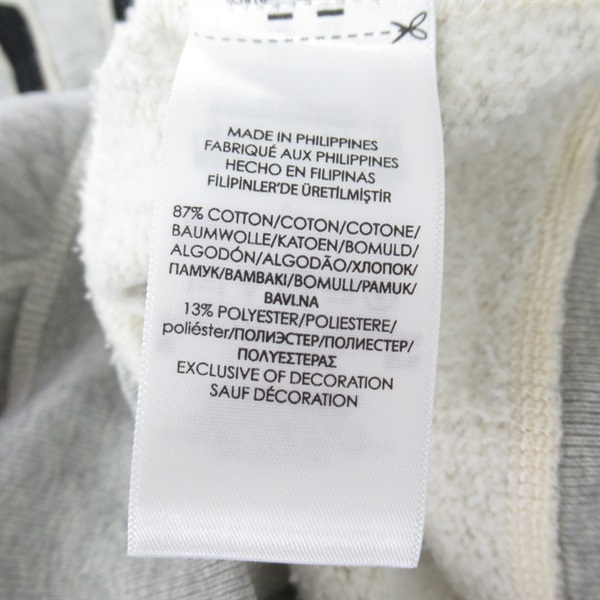 MADE IN PHILIPPINES
FABRIQUÉ AUX PHILIPPINES
HECHO EN FILIPINAS
FİLİPİNLER'DE ÜRETİLMİŞTİR
87% COTTON/COTON/COTONE/
BAUMWOLLE/KATOEN/BOMULD/
ALGODÓN/ALGODÃO/ХЛОПОК/
ПАМУК/ΒΑΜΒΑΚΙ/BOMULL/PAMUK/
BAVLNA
13% POLYESTER/POLIESTERE/
poliéster/ПОЛИЭСТЕР/ПОЛИЕСТЕР/
ΠΟΛΥΕΣΤΕΡΑΣ
EXCLUSIVE OF DECORATION
SAUF DÉCORATION